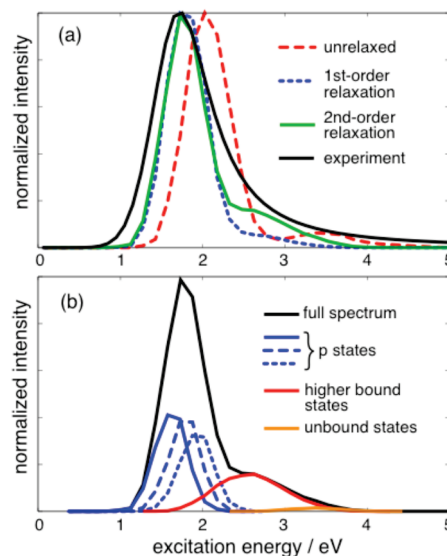 (a)
normalized intensity
unrelaxed
1st-order
relaxation
2nd-order
relaxation
experiment
0 1 2 3 4 5
(b)
normalized intensity
full spectrum
p states
higher bound
states
unbound states
0 1 2 3 4 5
excitation energy / eV